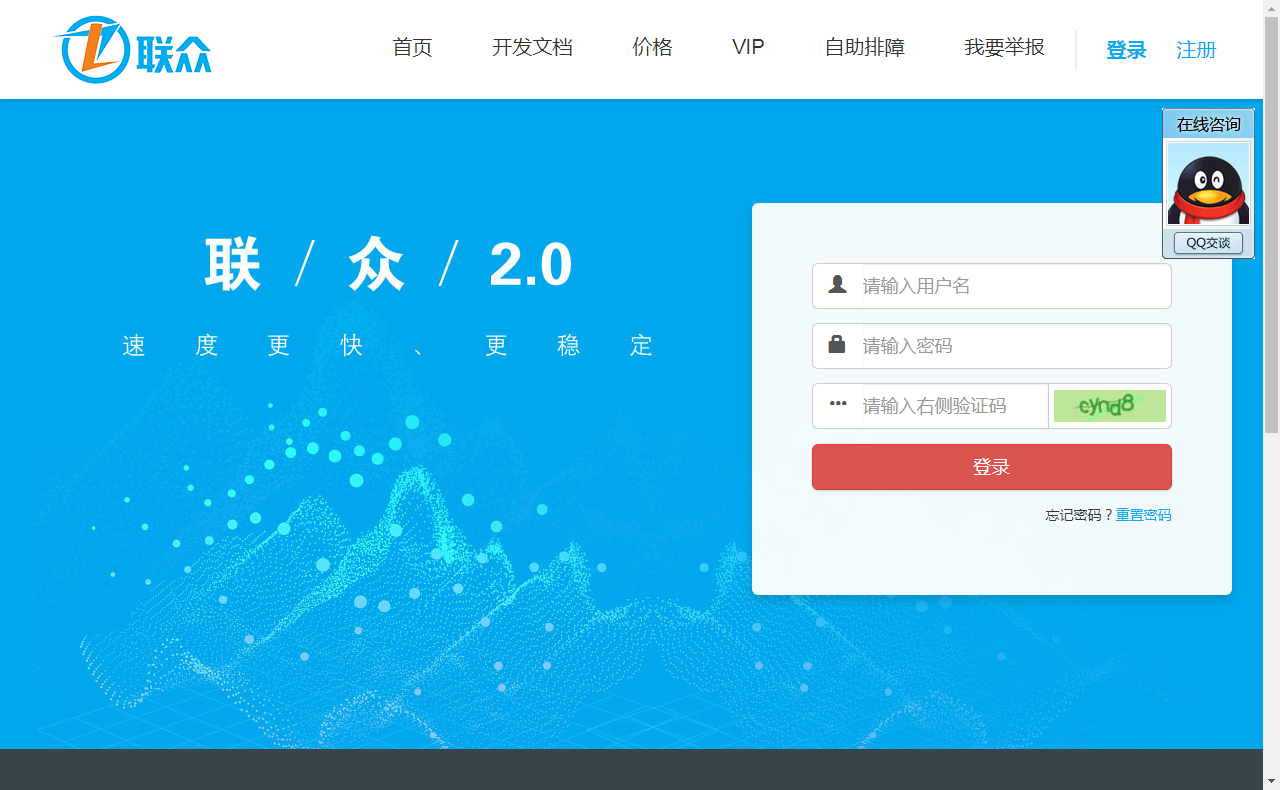 联众
首页 开发文档 价格 VIP 自助排障 我要举报 登录 注册
在线咨询
QQ交谈
联 / 众 / 2.0
速 度 更 快 、 更 稳 定
请输入用户名
请输入密码
请输入右侧验证码 eynd8
登录
忘记密码？重置密码